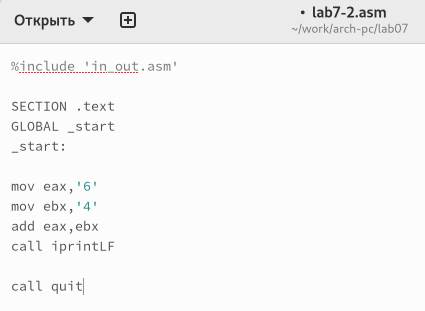 Открыть
• lab7-2.asm
~/work/arch-pc/lab07
%include 'in_out.asm'
SECTION .text
GLOBAL _start
_start:
mov eax,'6'
mov ebx,'4'
add eax,ebx
call iprintLF
call quit